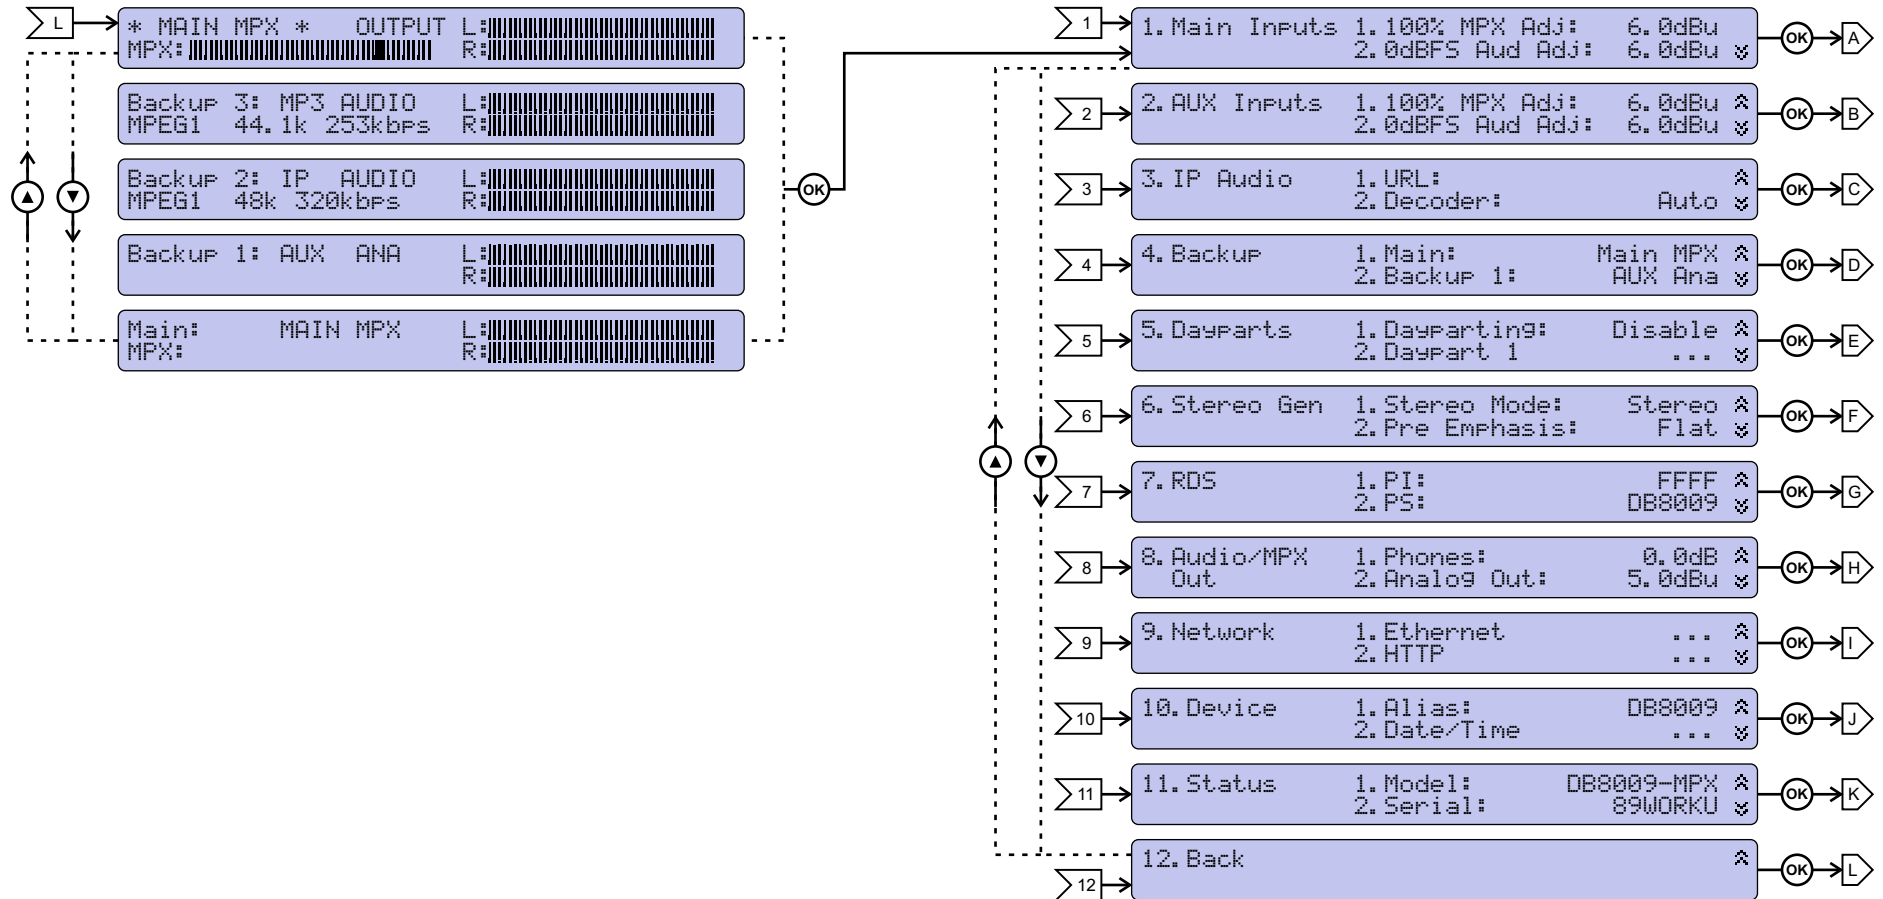 L
* MAIN MPX * OUTPUT L:
MPX: R:
Backup 3: MP3 AUDIO L:
MPEG1 44.1k 253kbps R:
Backup 2: IP AUDIO L:
MPEG1 48k 320kbps R:
Backup 1: AUX ANA L:
R:
Main: MAIN MPX L:
MPX: R:
OK
1
1.Main Inputs 1.100% MPX Adj: 6.0dBu
2.0dBFS Aud Adj: 6.0dBu
OK
A
2
2.AUX Inputs 1.100% MPX Adj: 6.0dBu
2.0dBFS Aud Adj: 6.0dBu
OK
B
3
3.IP Audio 1.URL:
2.Decoder: Auto
OK
C
4
4.Backup 1.Main: Main MPX
2.Backup 1: AUX Ana
OK
D
5
5.Dayparts 1.Dayparting: Disable
2.Daypart 1 ...
OK
E
6
6.Stereo Gen 1.Stereo Mode: Stereo
2.Pre Emphasis: Flat
OK
F
7
7.RDS 1.PI: FFFF
2.PS: DB8009
OK
G
8
8.Audio/MPX 1.Phones: 0.0dB
Out 2.Analog Out: 5.0dBu
OK
H
9
9.Network 1.Ethernet ...
2.HTTP ...
OK
I
10
10.Device 1.Alias: DB8009
2.Date/Time ...
OK
J
11
11.Status 1.Model: DB8009-MPX
2.Serial: 89WORKU
OK
K
12
12.Back
OK
L